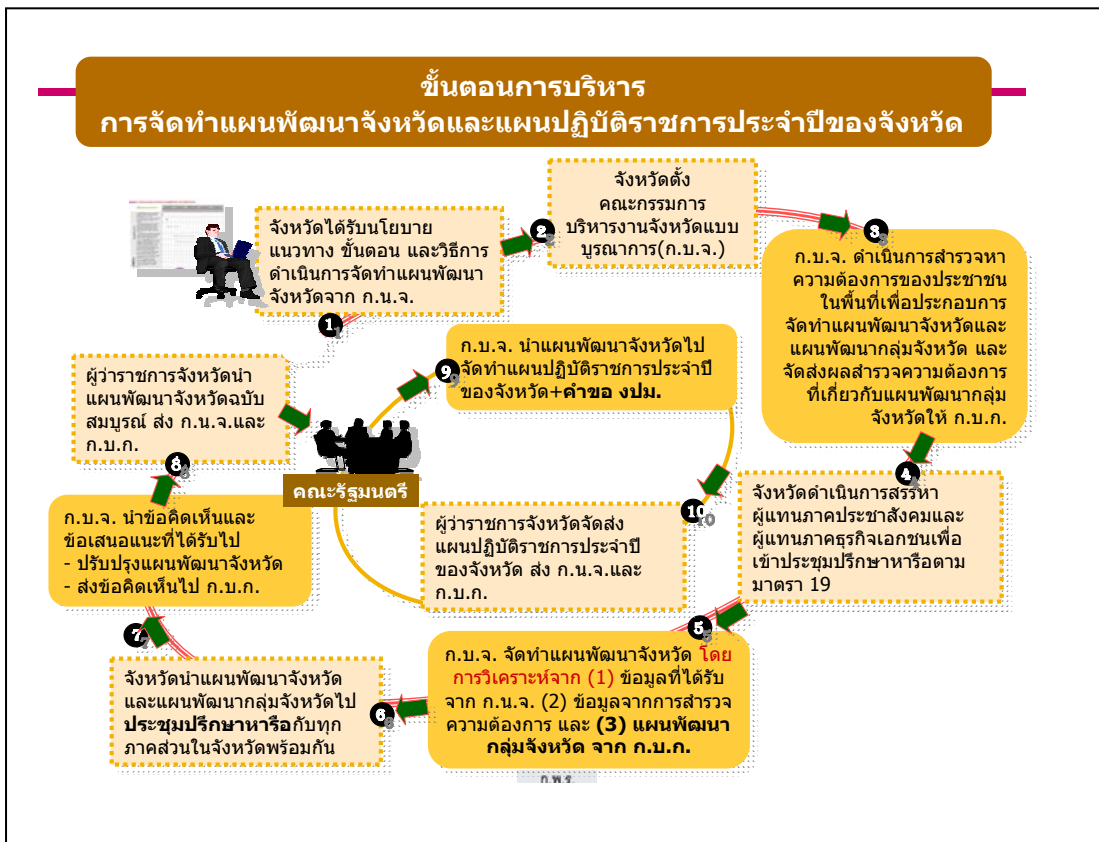 ขั้นตอนการบริหาร
การจัดทำแผนพัฒนาจังหวัดและแผนปฏิบัติราชการประจำปีของจังหวัด
1
จังหวัดได้รับนโยบาย
แนวทาง ขั้นตอน และวิธีการ
ดำเนินการจัดทำแผนพัฒนา
จังหวัดจาก ก.น.จ.
2
จังหวัดตั้ง
คณะกรรมการ
บริหารงานจังหวัดแบบ
บูรณาการ(ก.บ.จ.)
3
ก.บ.จ. ดำเนินการสำรวจหา
ความต้องการของประชาชน
ในพื้นที่เพื่อประกอบการ
จัดทำแผนพัฒนาจังหวัดและ
แผนพัฒนากลุ่มจังหวัด และ
จัดส่งผลสำรวจความต้องการ
ที่เกี่ยวกับแผนพัฒนากลุ่ม
จังหวัดให้ ก.บ.ก.
4
จังหวัดดำเนินการสรรหา
ผู้แทนภาคประชาสังคมและ
ผู้แทนภาคธุรกิจเอกชนเพื่อ
เข้าประชุมปรึกษาหารือตาม
มาตรา 19
5
ก.บ.จ. จัดทำแผนพัฒนาจังหวัด โดย
การวิเคราะห์จาก (1) ข้อมูลที่ได้รับ
จาก ก.น.จ. (2) ข้อมูลจากการสำรวจ
ความต้องการ และ (3) แผนพัฒนา
กลุ่มจังหวัด จาก ก.บ.ก.
6
จังหวัดนำแผนพัฒนาจังหวัด
และแผนพัฒนากลุ่มจังหวัดไป
ประชุมปรึกษาหารือกับทุก
ภาคส่วนในจังหวัดพร้อมกัน
7
ก.บ.จ. นำข้อคิดเห็นและ
ข้อเสนอแนะที่ได้รับไป
- ปรับปรุงแผนพัฒนาจังหวัด
- ส่งข้อคิดเห็นไป ก.บ.ก.
8
ผู้ว่าราชการจังหวัดนำ
แผนพัฒนาจังหวัดฉบับ
สมบูรณ์ ส่ง ก.น.จ.และ
ก.บ.ก.
คณะรัฐมนตรี
9
ก.บ.จ. นำแผนพัฒนาจังหวัดไป
จัดทำแผนปฏิบัติราชการประจำปี
ของจังหวัด+คำขอ งปม.
10
ผู้ว่าราชการจังหวัดจัดส่ง
แผนปฏิบัติราชการประจำปี
ของจังหวัด ส่ง ก.น.จ.และ
ก.บ.ก.
ก.พ.ร.